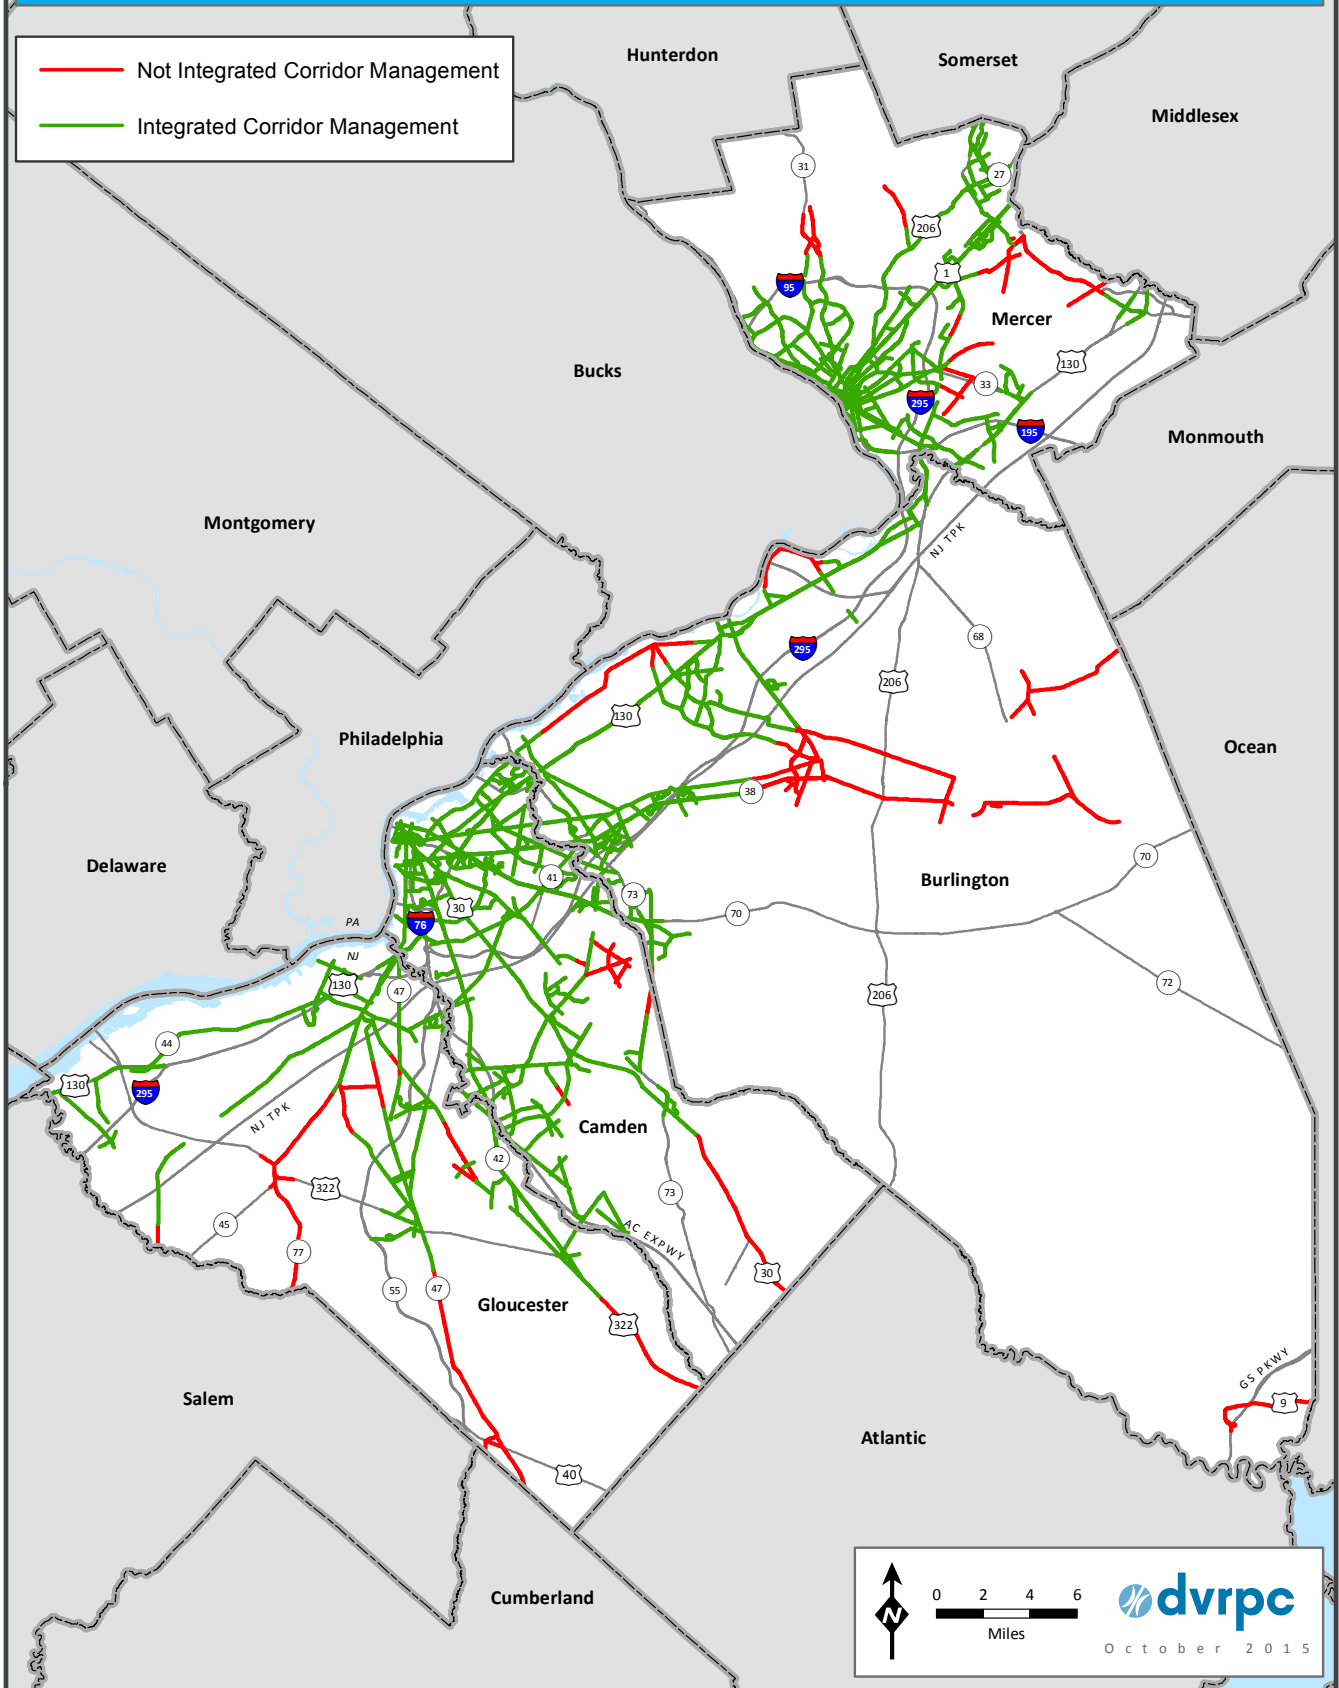 Not Integrated Corridor Management
Integrated Corridor Management
Hunterdon
Somerset
Middlesex
31
27
206
1
95
Mercer
Bucks
130
33
295
195
Monmouth
Montgomery
NJ TPK
68
295
206
130
Philadelphia
Ocean
38
Delaware
41
73
70
Burlington
70
30
76
PA
NJ
130
47
206
72
44
130
295
NJ TPK
Camden
42
322
73
45
77
AC EXPWY
30
55
47
Gloucester
322
GS PKWY
9
Salem
Atlantic
40
Cumberland
N
0 2 4 6
Miles
dvrpc
October 2015